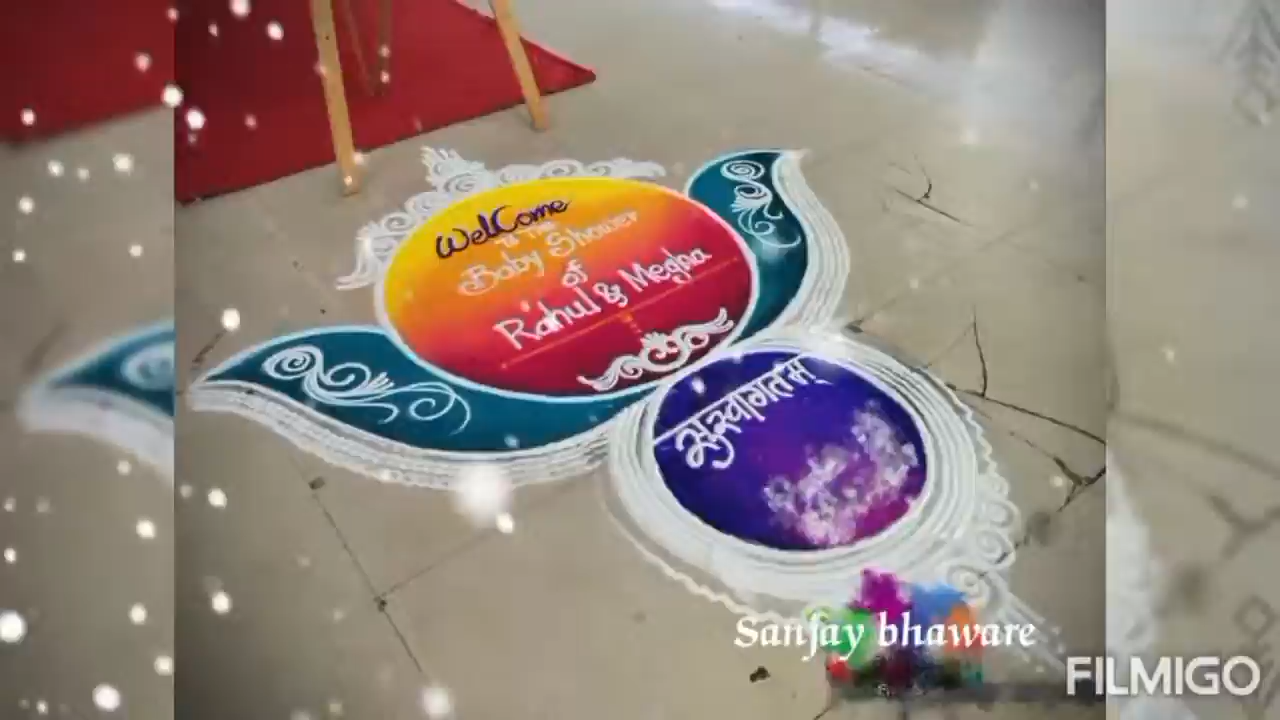 WelCome
To The
Baby Shower
of
Rahul & Megha
सुस्वागतम्
Sanjay bhaware
FILMIGO